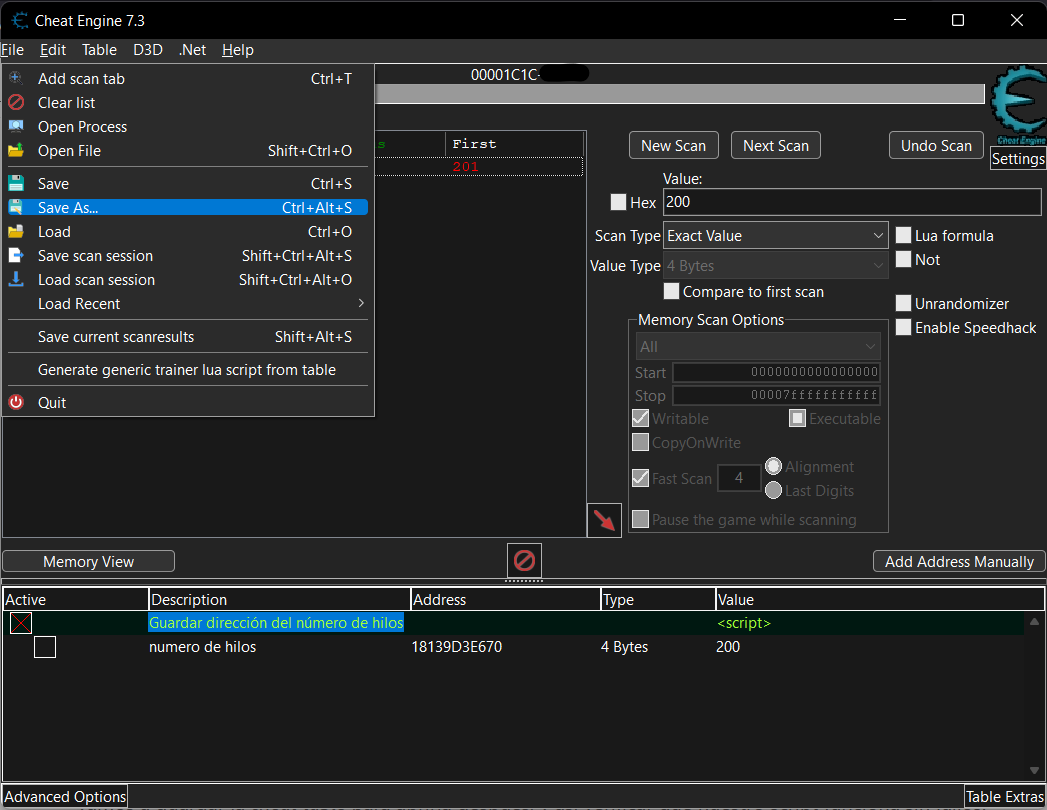 Cheat Engine 7.3
File Edit Table D3D .Net Help
00001C1C-
Add scan tab Ctrl+T
Clear list
Open Process
Open File Shift+Ctrl+O
Save Ctrl+S
Save As... Ctrl+Alt+S
Load Ctrl+O
Save scan session Shift+Ctrl+Alt+S
Load scan session Shift+Ctrl+Alt+O
Load Recent
Save current scanresults Shift+Alt+S
Generate generic trainer lua script from table
Quit
s First
201
New Scan Next Scan Undo Scan
Cheat Engine
Settings
Value:
Hex 200
Scan Type Exact Value
Lua formula
Value Type 4 Bytes
Not
Compare to first scan
Unrandomizer
Enable Speedhack
Memory Scan Options
All
Start 0000000000000000
Stop 00007fffffffffff
Writable Executable
CopyOnWrite
Fast Scan 4 Alignment
Last Digits
Pause the game while scanning
Memory View Add Address Manually
Active Description Address Type Value
Guardar dirección del número de hilos <script>
numero de hilos 18139D3E670 4 Bytes 200
Advanced Options Table Extras